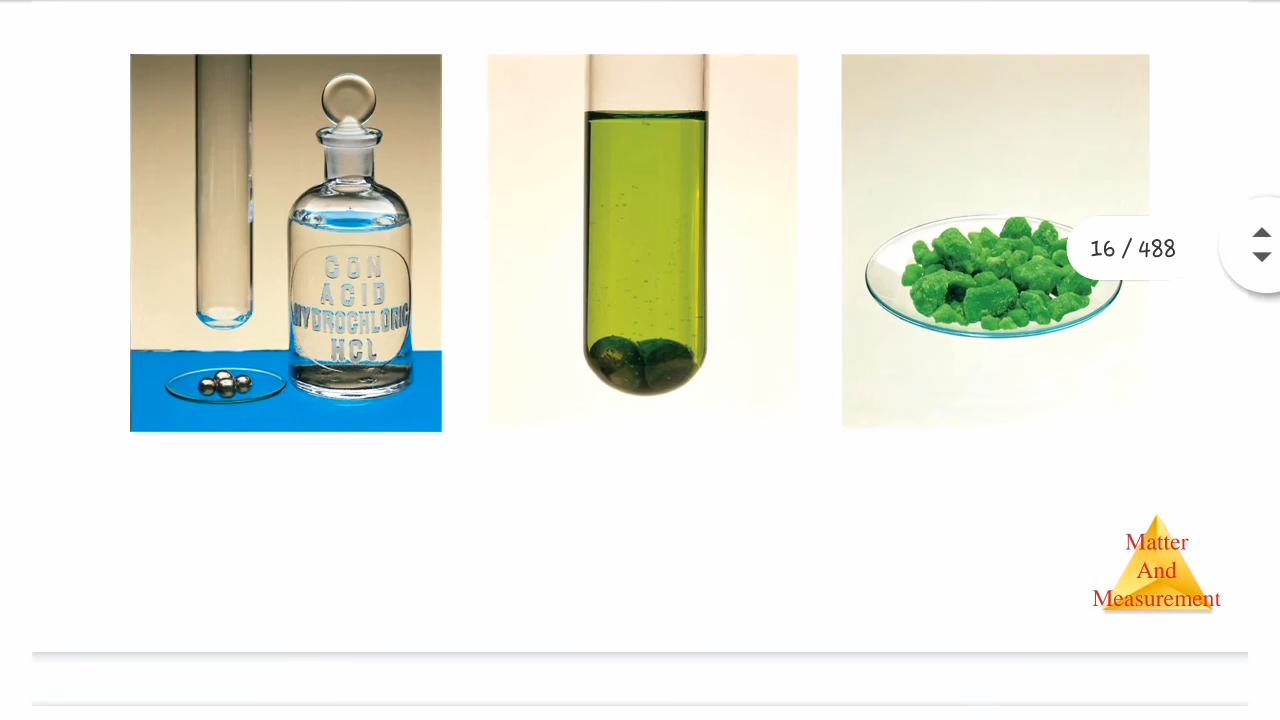 CON
ACID
HYDROCHLORIC
HCl
16 / 488
Matter
And
Measurement